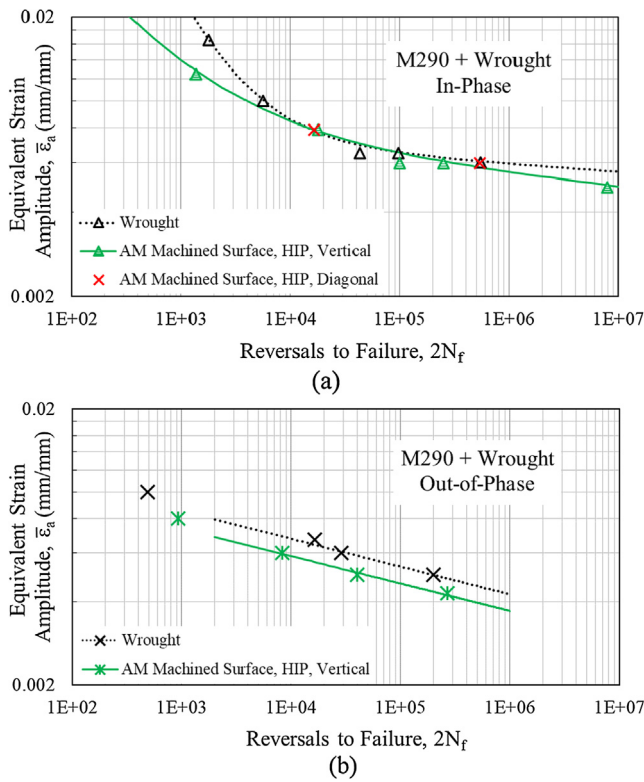 0.02
M290 + Wrought
In-Phase
Equivalent Strain
Amplitude, ε̅ₐ (mm/mm)
Wrought
AM Machined Surface, HIP, Vertical
AM Machined Surface, HIP, Diagonal
0.002
1E+02 1E+03 1E+04 1E+05 1E+06 1E+07
Reversals to Failure, 2N_f
(a)
0.02
M290 + Wrought
Out-of-Phase
Equivalent Strain
Amplitude, ε̅ₐ (mm/mm)
Wrought
AM Machined Surface, HIP, Vertical
0.002
1E+02 1E+03 1E+04 1E+05 1E+06 1E+07
Reversals to Failure, 2N_f
(b)